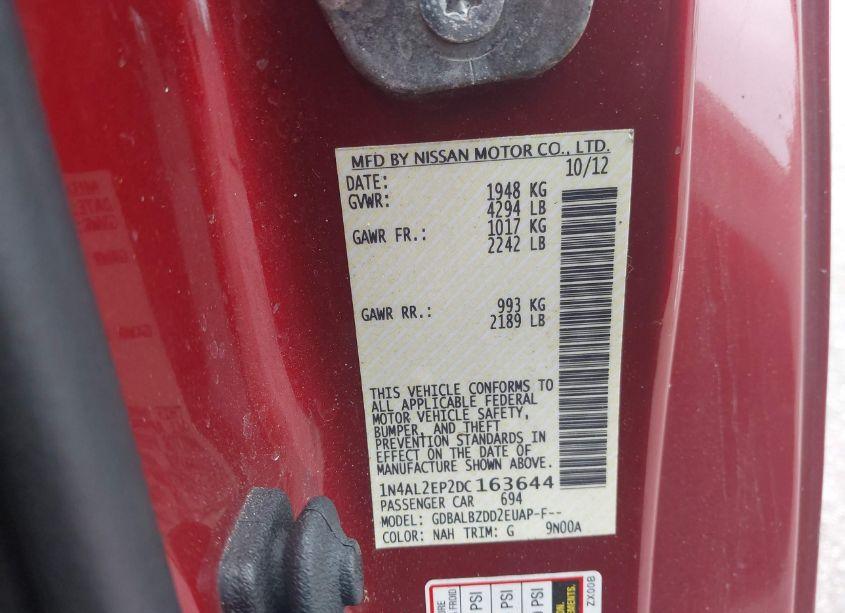 MFD BY NISSAN MOTOR CO., LTD.
DATE: 10/12
GVWR: 1948 KG
4294 LB
GAWR FR.: 1017 KG
2242 LB
GAWR RR.: 993 KG
2189 LB
THIS VEHICLE CONFORMS TO
ALL APPLICABLE FEDERAL
MOTOR VEHICLE SAFETY,
BUMPER, AND THEFT
PREVENTION STANDARDS IN
EFFECT ON THE DATE OF
MANUFACTURE SHOWN ABOVE.
1N4AL2EP2DC163644
PASSENGER CAR 694
MODEL: GDBALBZDD2EUAP-F--
COLOR: NAH TRIM: G 9N00A
PSI
PSI
PSI
ZX00B